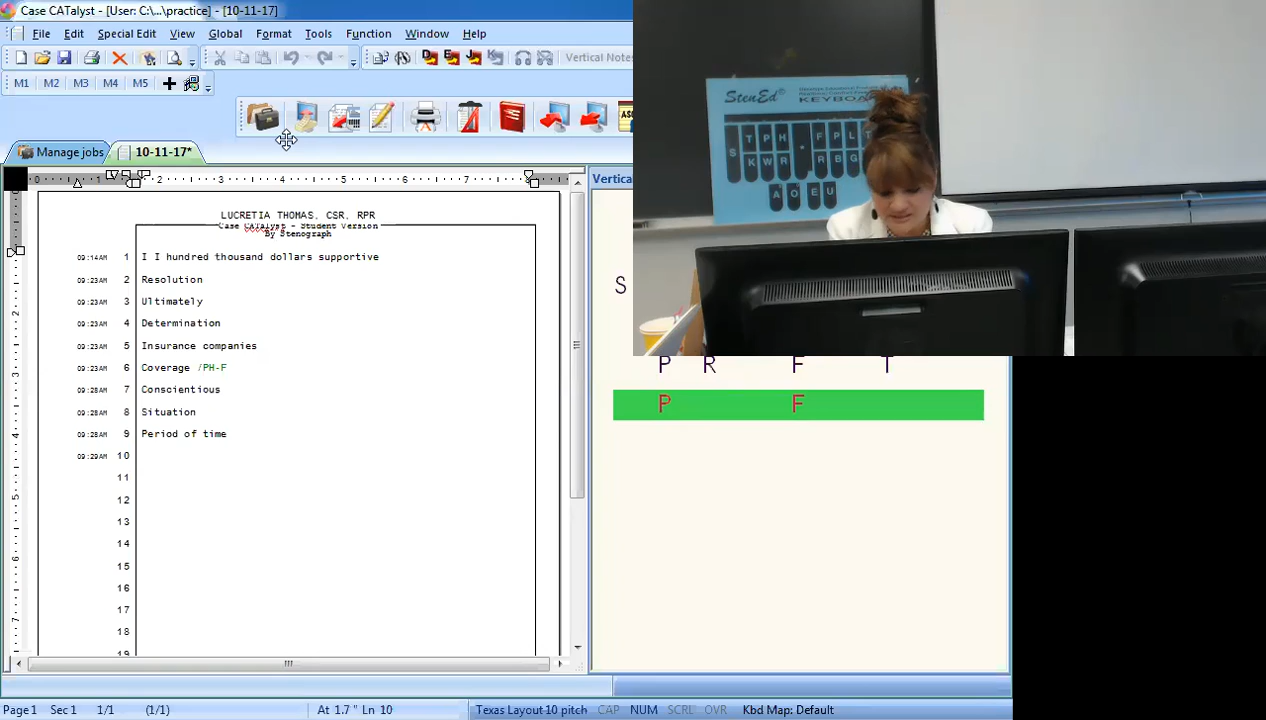 Case CATalyst - [User: C:\...\practice] - [10-11-17]
File Edit Special Edit View Global Format Tools Function Window Help
Vertical Notes
M1 M2 M3 M4 M5
Manage jobs 10-11-17*
Vertical
LUCRETIA THOMAS, CSR, RPR
Case CATalyst - Student Version
By Stenograph
09:14AM 1 I I hundred thousand dollars supportive
09:23AM 2 Resolution
09:23AM 3 Ultimately
09:23AM 4 Determination
09:23AM 5 Insurance companies
09:23AM 6 Coverage /PH-F
09:28AM 7 Conscientious
09:28AM 8 Situation
09:28AM 9 Period of time
09:29AM 10
11
12
13
14
15
16
17
18
19
S
P R F T
P F
StenEd®
KEYBOARD
S T P H * F P L T
K W R R B G
A O E U
Page 1 Sec 1 1/1 (1/1) At 1.7 " Ln 10 Texas Layout 10 pitch CAP NUM SCRL OVR Kbd Map: Default